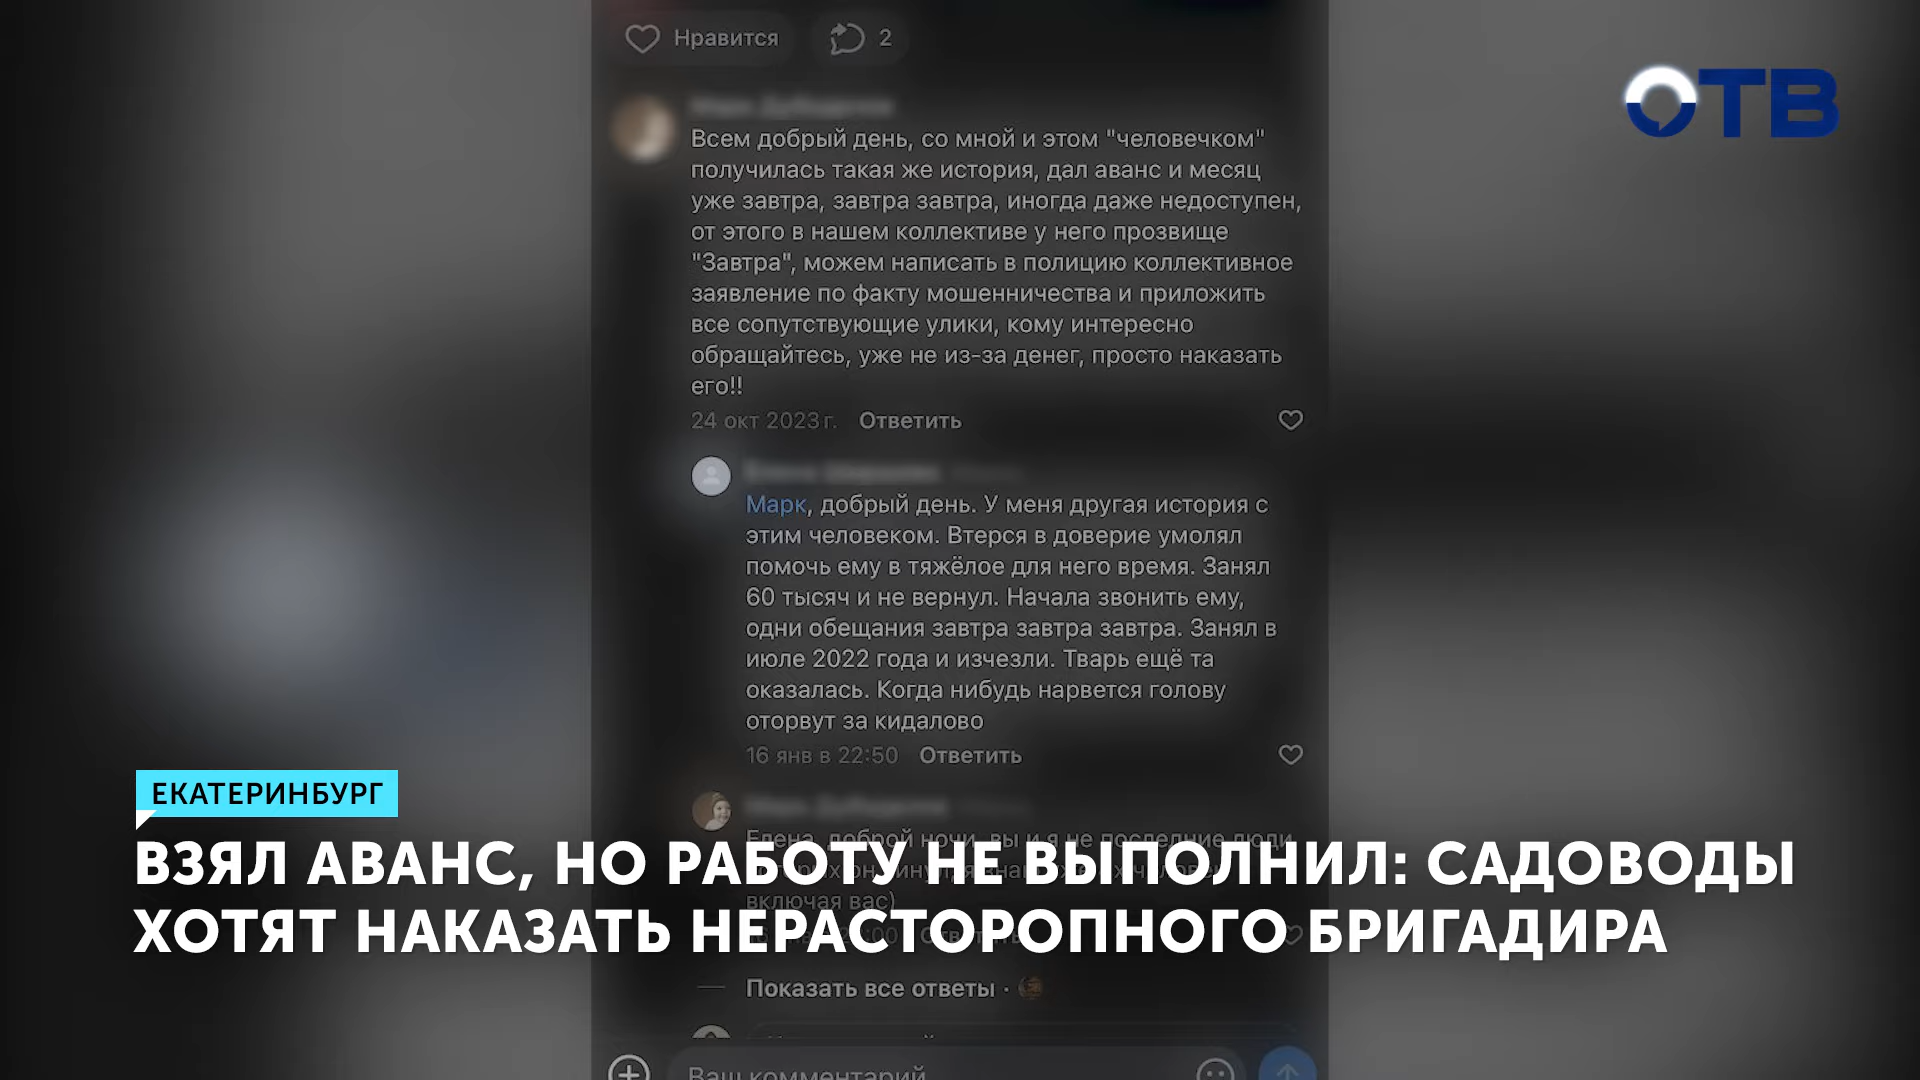 Нравится
2
ОТВ
Всем добрый день, со мной и этом "человечком"
получилась такая же история, дал аванс и месяц
уже завтра, завтра завтра, иногда даже недоступен,
от этого в нашем коллективе у него прозвище
"Завтра", можем написать в полицию коллективное
заявление по факту мошенничества и приложить
все сопутствующие улики, кому интересно
обращайтесь, уже не из-за денег, просто наказать
его!!
24 окт 2023 г. Ответить
Марк, добрый день. У меня другая история с
этим человеком. Втерся в доверие умолял
помочь ему в тяжёлое для него время. Занял
60 тысяч и не вернул. Начала звонить ему,
одни обещания завтра завтра завтра. Занял в
июле 2022 года и изчезли. Тварь ещё та
оказалась. Когда нибудь нарвется голову
оторвут за кидалово
16 янв в 22:50 Ответить
Елена, доброй ночи, вы и я не последние люди
включая вас)
Ответить
ЕКАТЕРИНБУРГ
ВЗЯЛ АВАНС, НО РАБОТУ НЕ ВЫПОЛНИЛ: САДОВОДЫ
ХОТЯТ НАКАЗАТЬ НЕРАСТОРОПНОГО БРИГАДИРА
Показать все ответы ·
Ваш комментарий